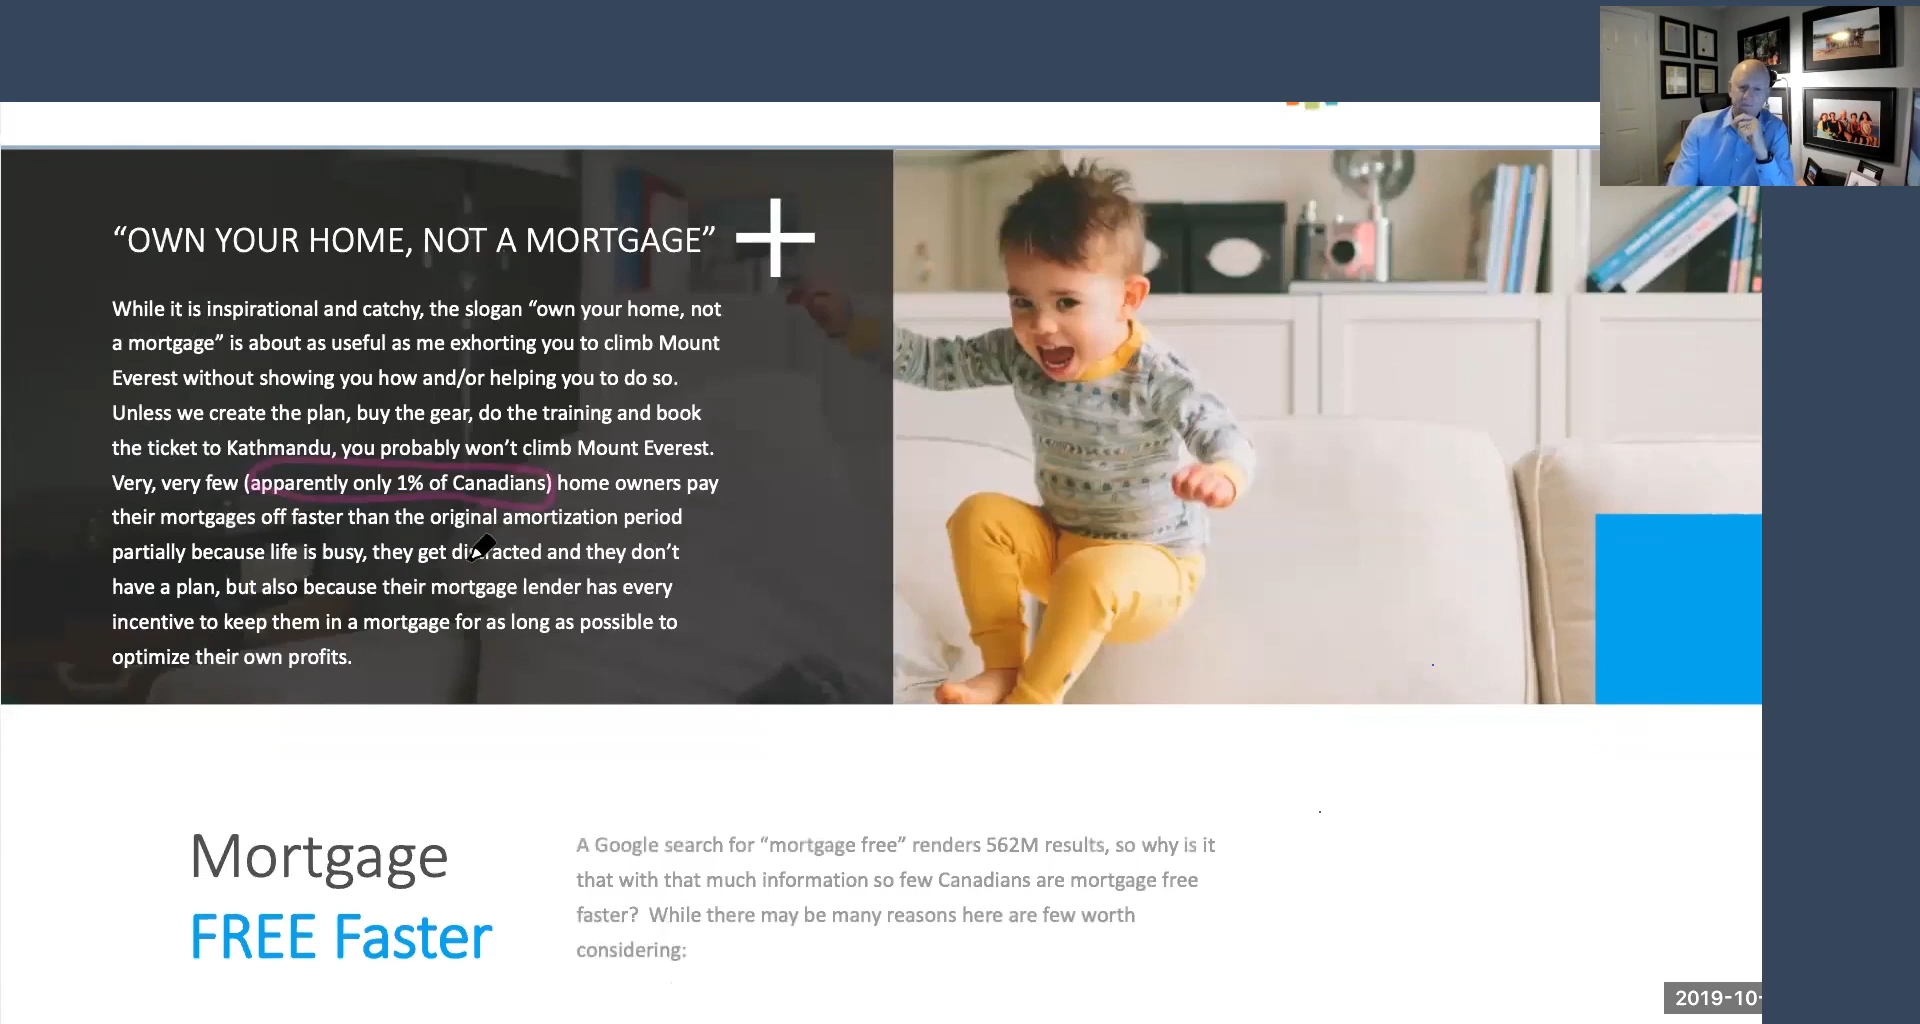 “OWN YOUR HOME, NOT A MORTGAGE”
While it is inspirational and catchy, the slogan “own your home, not
a mortgage” is about as useful as me exhorting you to climb Mount
Everest without showing you how and/or helping you to do so.
Unless we create the plan, buy the gear, do the training and book
the ticket to Kathmandu, you probably won’t climb Mount Everest.
Very, very few (apparently only 1% of Canadians) home owners pay
their mortgages off faster than the original amortization period
partially because life is busy, they get distracted and they don’t
have a plan, but also because their mortgage lender has every
incentive to keep them in a mortgage for as long as possible to
optimize their own profits.
Mortgage
FREE Faster
A Google search for “mortgage free” renders 562M results, so why is it
that with that much information so few Canadians are mortgage free
faster?  While there may be many reasons here are few worth
considering:
2019-10-